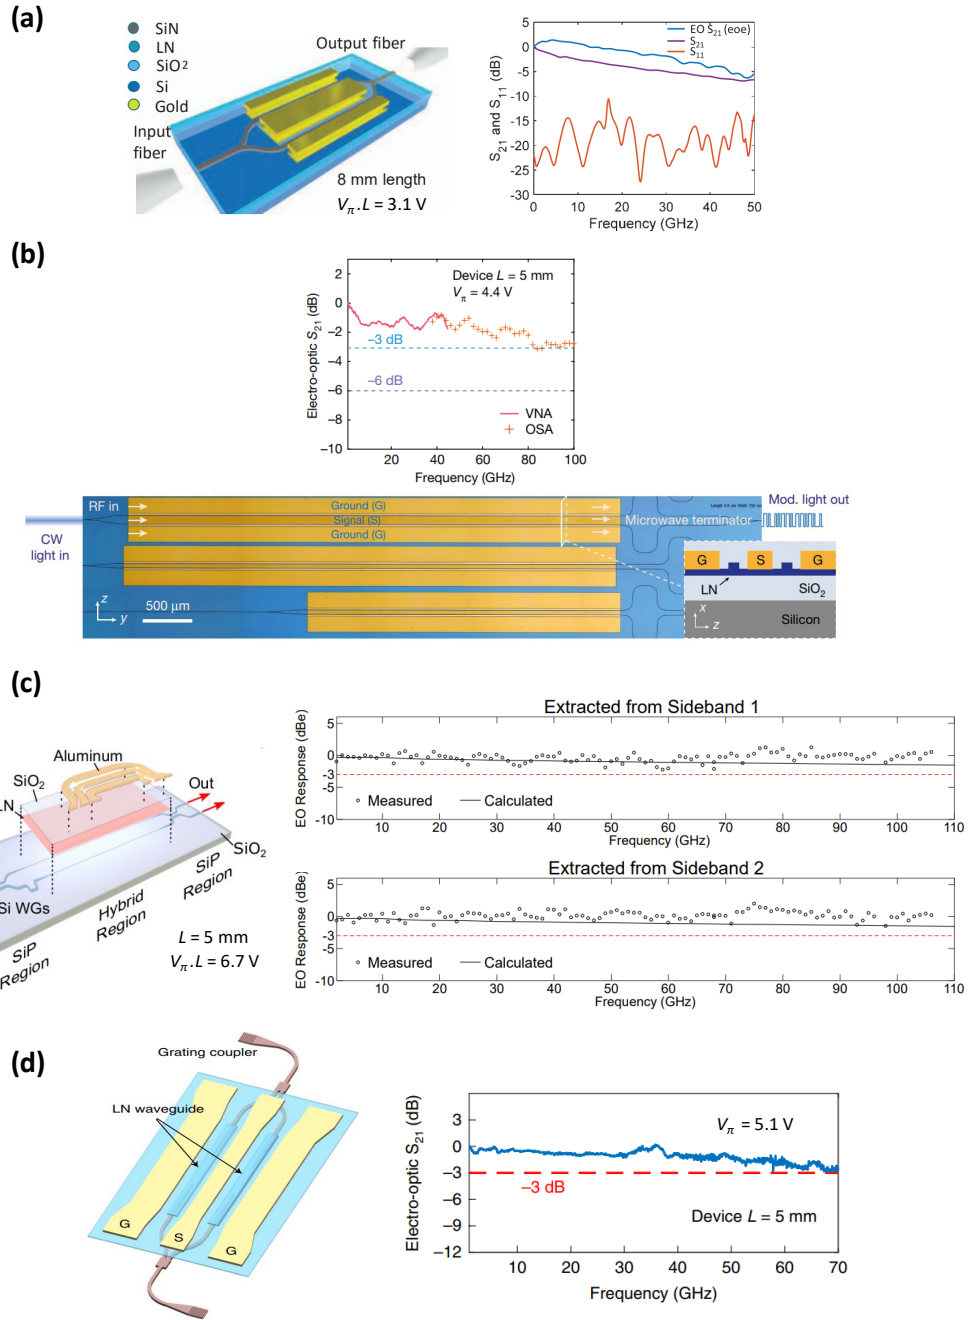 (a)
SiN
LN
SiO2
Si
Gold
Output fiber
Input
fiber
8 mm length
Vπ.L = 3.1 V
S21 and S11 (dB)
5
0
-5
-10
-15
-20
-25
-30
EO S21 (eoe)
S21
S11
0 10 20 30 40 50
Frequency (GHz)
(b)
Electro-optic S21 (dB)
2
0
−2
−4
−6
−8
−10
Device L = 5 mm
Vπ = 4.4 V
−3 dB
−6 dB
VNA
OSA
20 40 60 80 100
Frequency (GHz)
RF in
Ground (G)
Signal (S)
Ground (G)
CW
light in
Microwave terminator
Mod. light out
z
y
500 μm
G S G
LN
SiO2
x
z
Silicon
(c)
Aluminum
SiO2
LN
Out
SiO2
Si WGs
SiP
Region
Hybrid
Region
SiP
Region
L = 5 mm
Vπ.L = 6.7 V
Extracted from Sideband 1
EO Response (dBe)
5
0
-3
-5
-10
Measured
Calculated
10 20 30 40 50 60 70 80 90 100 110
Frequency (GHz)
Extracted from Sideband 2
EO Response (dBe)
5
0
-3
-5
-10
Measured
Calculated
10 20 30 40 50 60 70 80 90 100 110
Frequency (GHz)
(d)
Grating coupler
LN waveguide
G
S
G
Electro-optic S21 (dB)
3
0
−3
−6
−9
−12
Vπ = 5.1 V
−3 dB
Device L = 5 mm
10 20 30 40 50 60 70
Frequency (GHz)